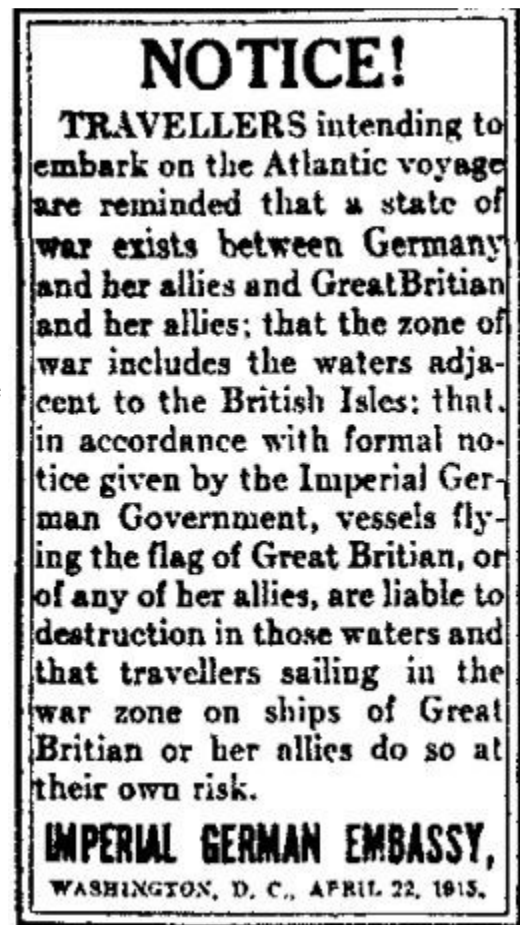 NOTICE!
TRAVELLERS intending to
embark on the Atlantic voyage
are reminded that a state of
war exists between Germany
and her allies and Great Britian
and her allies; that the zone of
war includes the waters adja-
cent to the British Isles; that,
in accordance with formal no-
tice given by the Imperial Ger-
man Government, vessels fly-
ing the flag of Great Britian, or
of any of her allies, are liable to
destruction in those waters and
that travellers sailing in the
war zone on ships of Great
Britian or her allies do so at
their own risk.
IMPERIAL GERMAN EMBASSY,
WASHINGTON, D. C., APRIL 22, 1915.